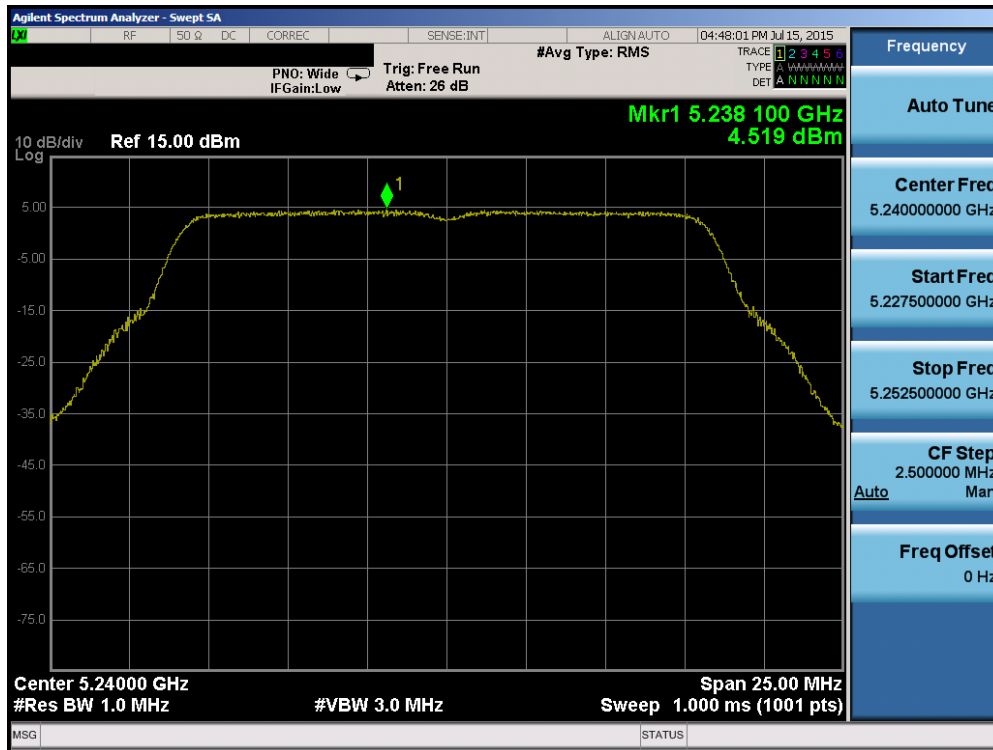 Agilent Spectrum Analyzer - Swept SA
LXI RF 50 Ω DC CORREC SENSE:INT ALIGN AUTO 04:48:01 PM Jul 15, 2015
#Avg Type: RMS
TRACE 1 2 3 4 5 6
TYPE A WWWWW
DET A N N N N N
PNO: Wide Trig: Free Run
IFGain:Low Atten: 26 dB
Frequency
Auto Tune
Center Freq
5.240000000 GHz
Start Freq
5.227500000 GHz
Stop Freq
5.252500000 GHz
CF Step
2.500000 MHz
Auto Man
Freq Offset
0 Hz
Mkr1 5.238 100 GHz
4.519 dBm
10 dB/div Ref 15.00 dBm
Log
1
5.00
-5.00
-15.0
-25.0
-35.0
-45.0
-55.0
-65.0
-75.0
Center 5.24000 GHz Span 25.00 MHz
#Res BW 1.0 MHz #VBW 3.0 MHz Sweep 1.000 ms (1001 pts)
MSG STATUS